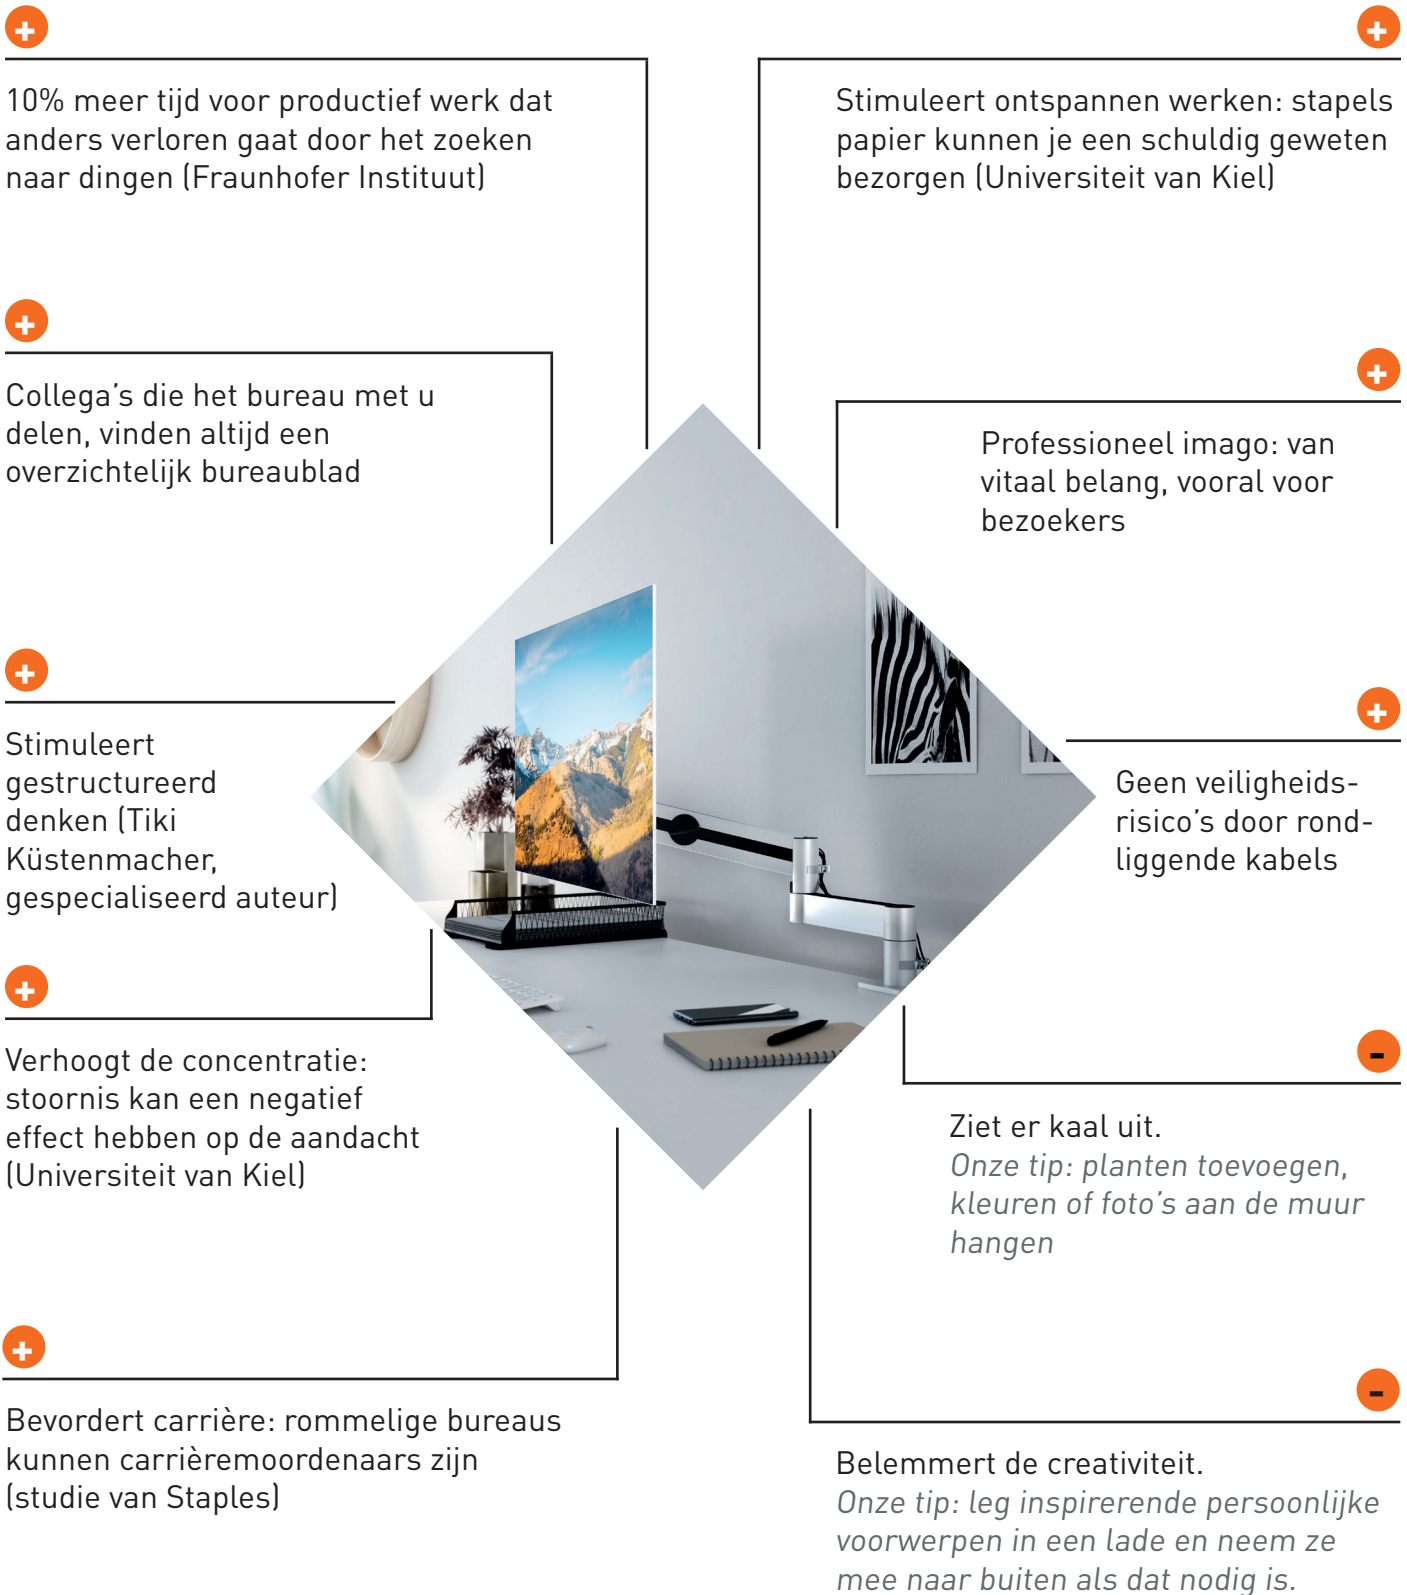 +
10% meer tijd voor productief werk dat
anders verloren gaat door het zoeken
naar dingen (Fraunhofer Instituut)
+
Collega’s die het bureau met u
delen, vinden altijd een
overzichtelijk bureaublad
+
Stimuleert
gestructureerd
denken (Tiki
Küstenmacher,
gespecialiseerd auteur)
+
Verhoogt de concentratie:
stoornis kan een negatief
effect hebben op de aandacht
(Universiteit van Kiel)
+
Bevordert carrière: rommelige bureaus
kunnen carrièremoordenaars zijn
(studie van Staples)
+
Stimuleert ontspannen werken: stapels
papier kunnen je een schuldig geweten
bezorgen (Universiteit van Kiel)
+
Professioneel imago: van
vitaal belang, vooral voor
bezoekers
+
Geen veiligheids-
risico’s door rond-
liggende kabels
-
Ziet er kaal uit.
Onze tip: planten toevoegen,
kleuren of foto’s aan de muur
hangen
-
Belemmert de creativiteit.
Onze tip: leg inspirerende persoonlijke
voorwerpen in een lade en neem ze
mee naar buiten als dat nodig is.